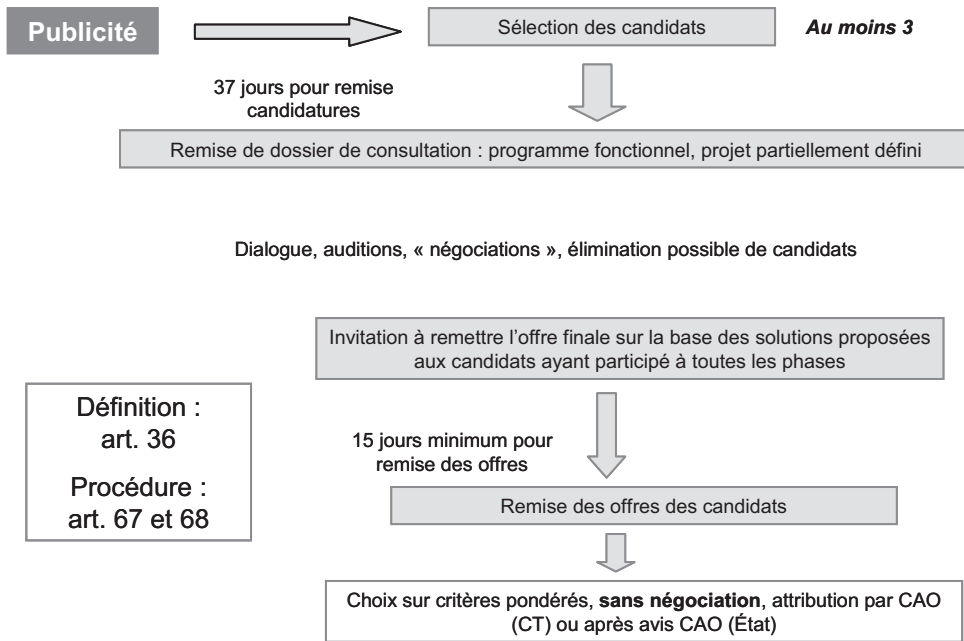 Publicité
Sélection des candidats
Au moins 3
37 jours pour remise
candidatures
Remise de dossier de consultation : programme fonctionnel, projet partiellement défini
Dialogue, auditions, « négociations », élimination possible de candidats
Invitation à remettre l’offre finale sur la base des solutions proposées
aux candidats ayant participé à toutes les phases
Définition :
art. 36
Procédure :
art. 67 et 68
15 jours minimum pour
remise des offres
Remise des offres des candidats
Choix sur critères pondérés, sans négociation, attribution par CAO
(CT) ou après avis CAO (État)